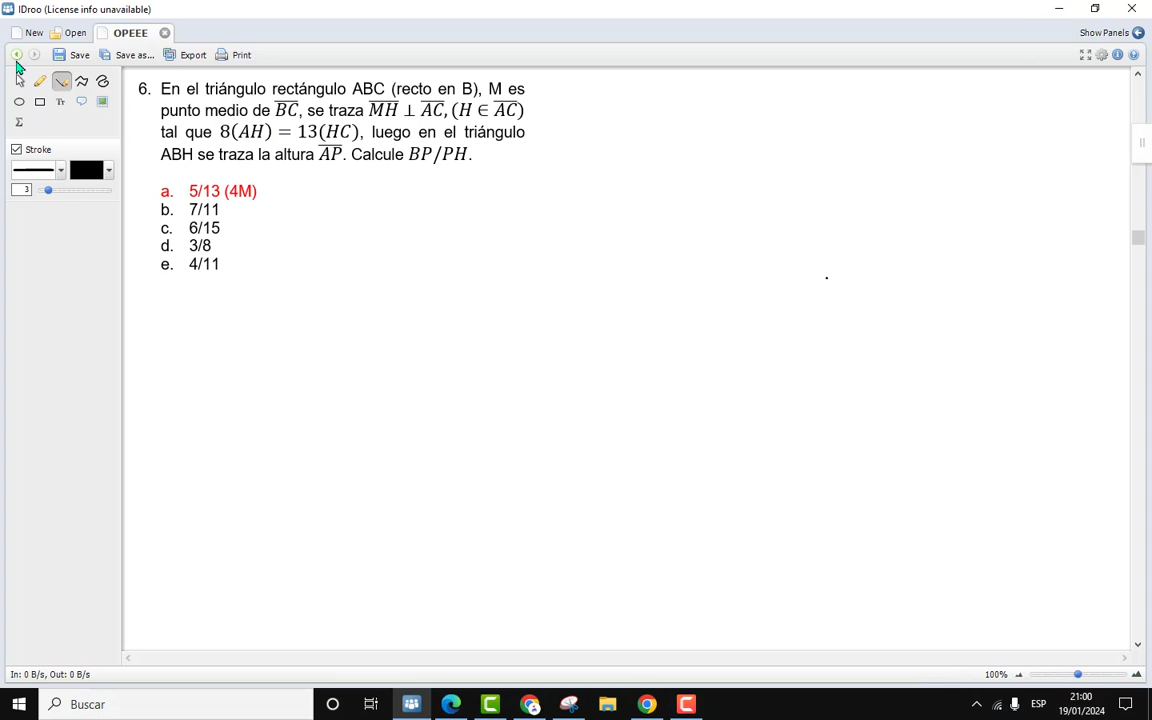 IDroo (License info unavailable)
New Open OPEEE Show Panels
Save Save as... Export Print
6. En el triángulo rectángulo ABC (recto en B), M es
punto medio de BC, se traza MH ⊥ AC, (H ∈ AC)
tal que 8(AH) = 13(HC), luego en el triángulo
ABH se traza la altura AP. Calcule BP/PH.
Tr
Σ
Stroke
3
a. 5/13 (4M)
b. 7/11
c. 6/15
d. 3/8
e. 4/11
In: 0 B/s, Out: 0 B/s 100%
Buscar ESP 21:00
19/01/2024